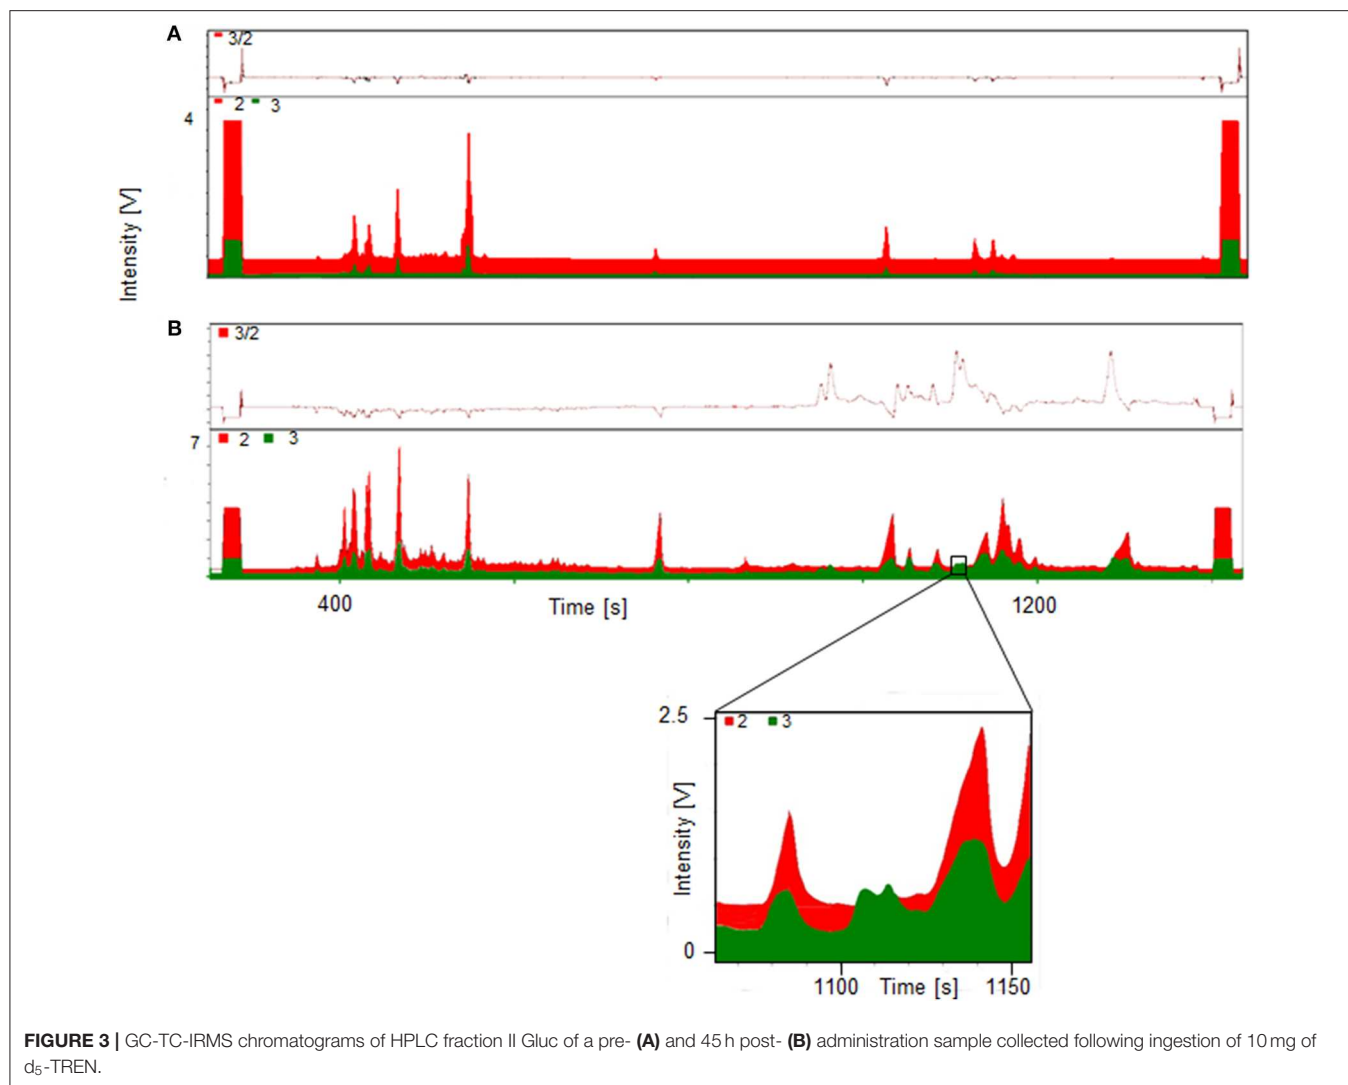 A
3/2
2 3
4
Intensity [V]
B
3/2
2 3
7
400 Time [s] 1200
2.5
2 3
Intensity [V]
0
1100 Time [s] 1150
FIGURE 3 | GC-TC-IRMS chromatograms of HPLC fraction II Gluc of a pre- (A) and 45 h post- (B) administration sample collected following ingestion of 10 mg of
d₅-TREN.